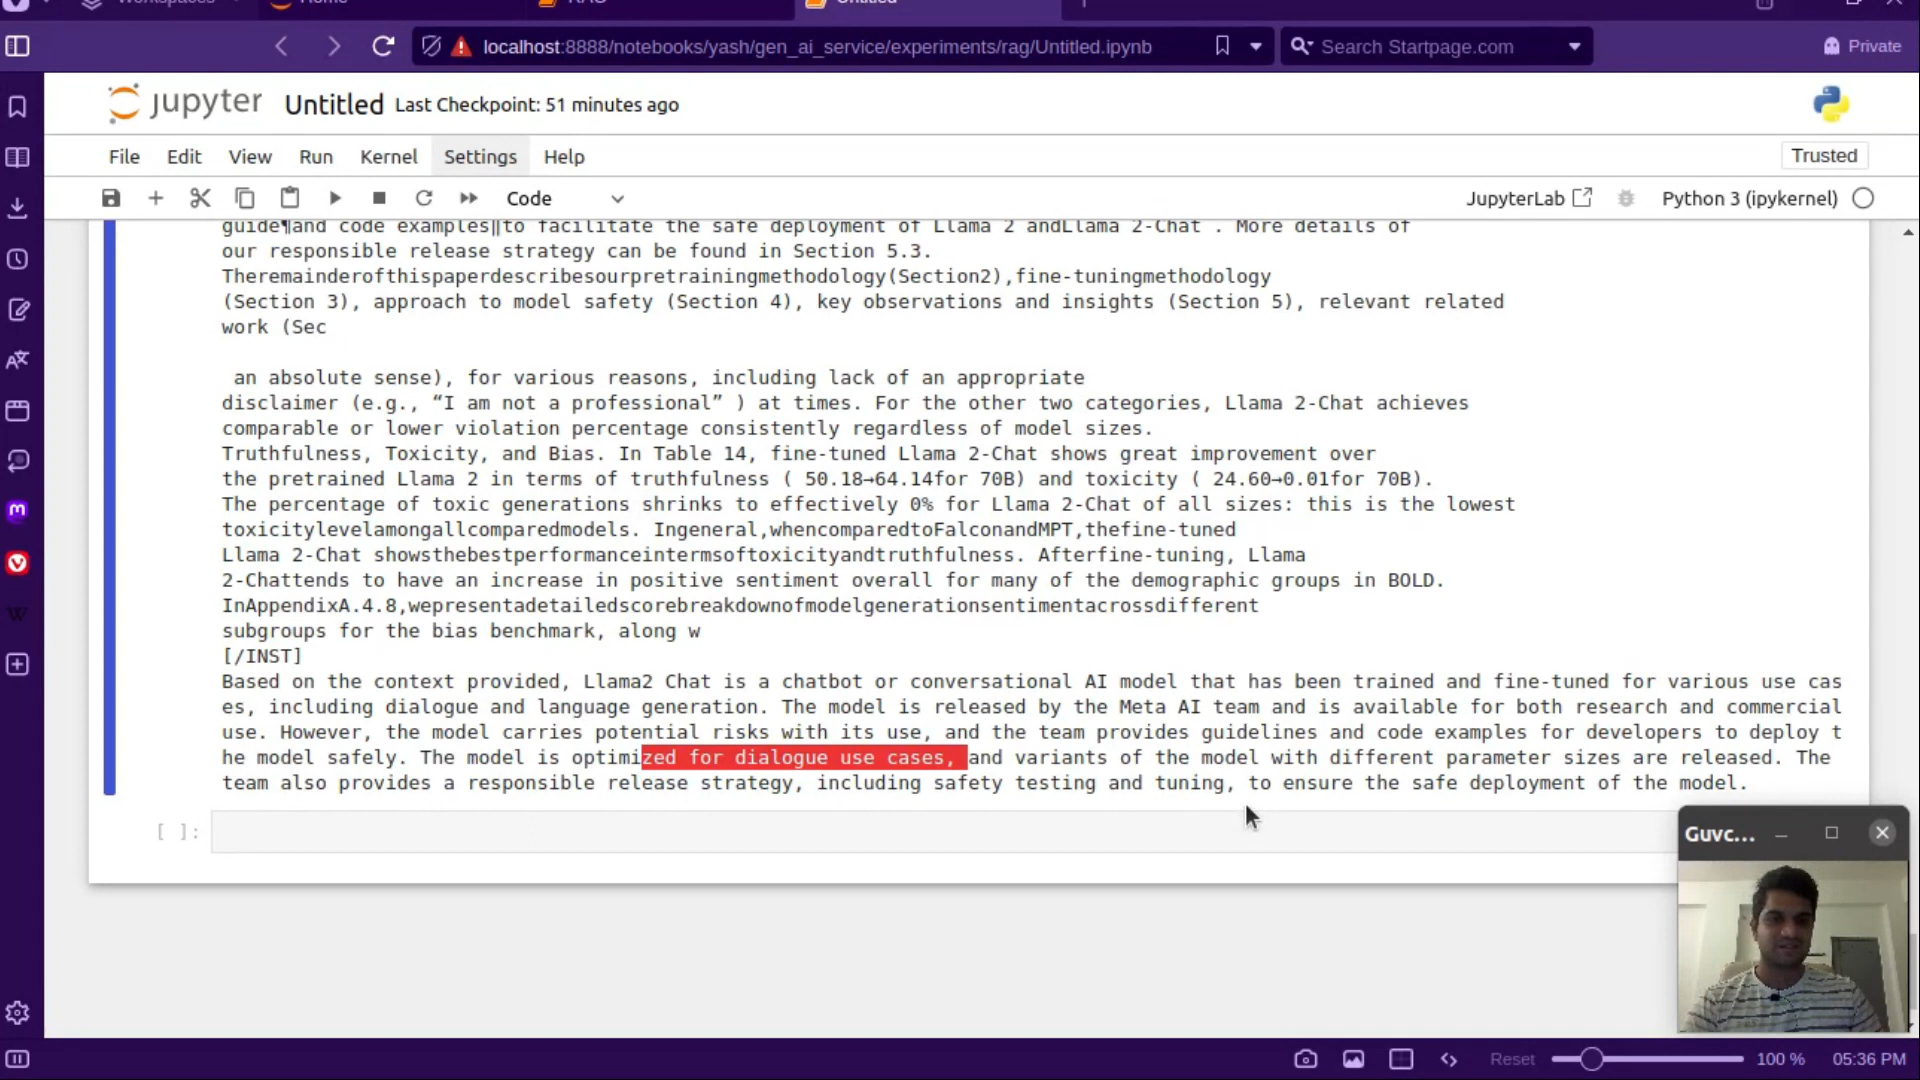 Workspaces
Home
RAG
Untitled
localhost:8888/notebooks/yash/gen_ai_service/experiments/rag/Untitled.ipynb
Search Startpage.com
Private
jupyter
Untitled
Last Checkpoint: 51 minutes ago
File Edit View Run Kernel Settings Help
Trusted
Code
JupyterLab
Python 3 (ipykernel)
guide¶and code examples‖to facilitate the safe deployment of Llama 2 andLlama 2-Chat . More details of
our responsible release strategy can be found in Section 5.3.
Theremainderofthispaperdescribesourpretrainingmethodology(Section2),fine-tuningmethodology
(Section 3), approach to model safety (Section 4), key observations and insights (Section 5), relevant related
work (Sec
an absolute sense), for various reasons, including lack of an appropriate
disclaimer (e.g., “I am not a professional” ) at times. For the other two categories, Llama 2-Chat achieves
comparable or lower violation percentage consistently regardless of model sizes.
Truthfulness, Toxicity, and Bias. In Table 14, fine-tuned Llama 2-Chat shows great improvement over
the pretrained Llama 2 in terms of truthfulness ( 50.18→64.14for 70B) and toxicity ( 24.60→0.01for 70B).
The percentage of toxic generations shrinks to effectively 0% for Llama 2-Chat of all sizes: this is the lowest
toxicitylevelamongallcomparedmodels. Ingeneral,whencomparedtoFalconandMPT,thefine-tuned
Llama 2-Chat showsthebestperformanceintermsoftoxicityandtruthfulness. Afterfine-tuning, Llama
2-Chattends to have an increase in positive sentiment overall for many of the demographic groups in BOLD.
InAppendixA.4.8,wepresentadetailedscorebreakdownofmodelgenerationsentimentacrossdifferent
subgroups for the bias benchmark, along w
[/INST]
Based on the context provided, Llama2 Chat is a chatbot or conversational AI model that has been trained and fine-tuned for various use cas
es, including dialogue and language generation. The model is released by the Meta AI team and is available for both research and commercial
use. However, the model carries potential risks with its use, and the team provides guidelines and code examples for developers to deploy t
he model safely. The model is optimized for dialogue use cases, and variants of the model with different parameter sizes are released. The
team also provides a responsible release strategy, including safety testing and tuning, to ensure the safe deployment of the model.
[ ]:
Guvc...
Reset
100 %
05:36 PM